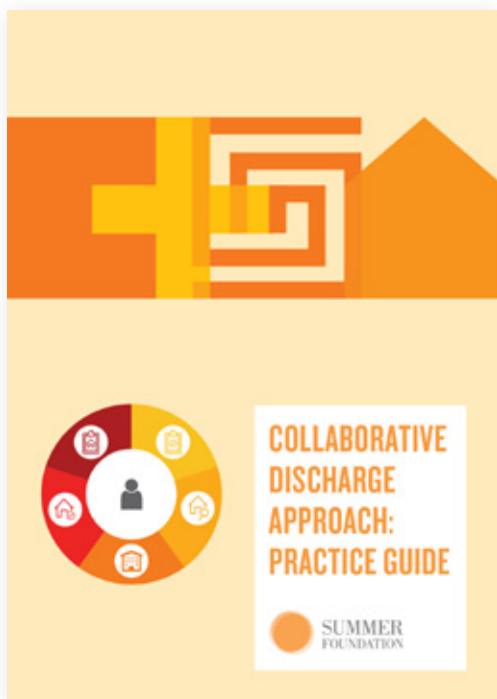 COLLABORATIVE
DISCHARGE
APPROACH:
PRACTICE GUIDE
SUMMER
FOUNDATION